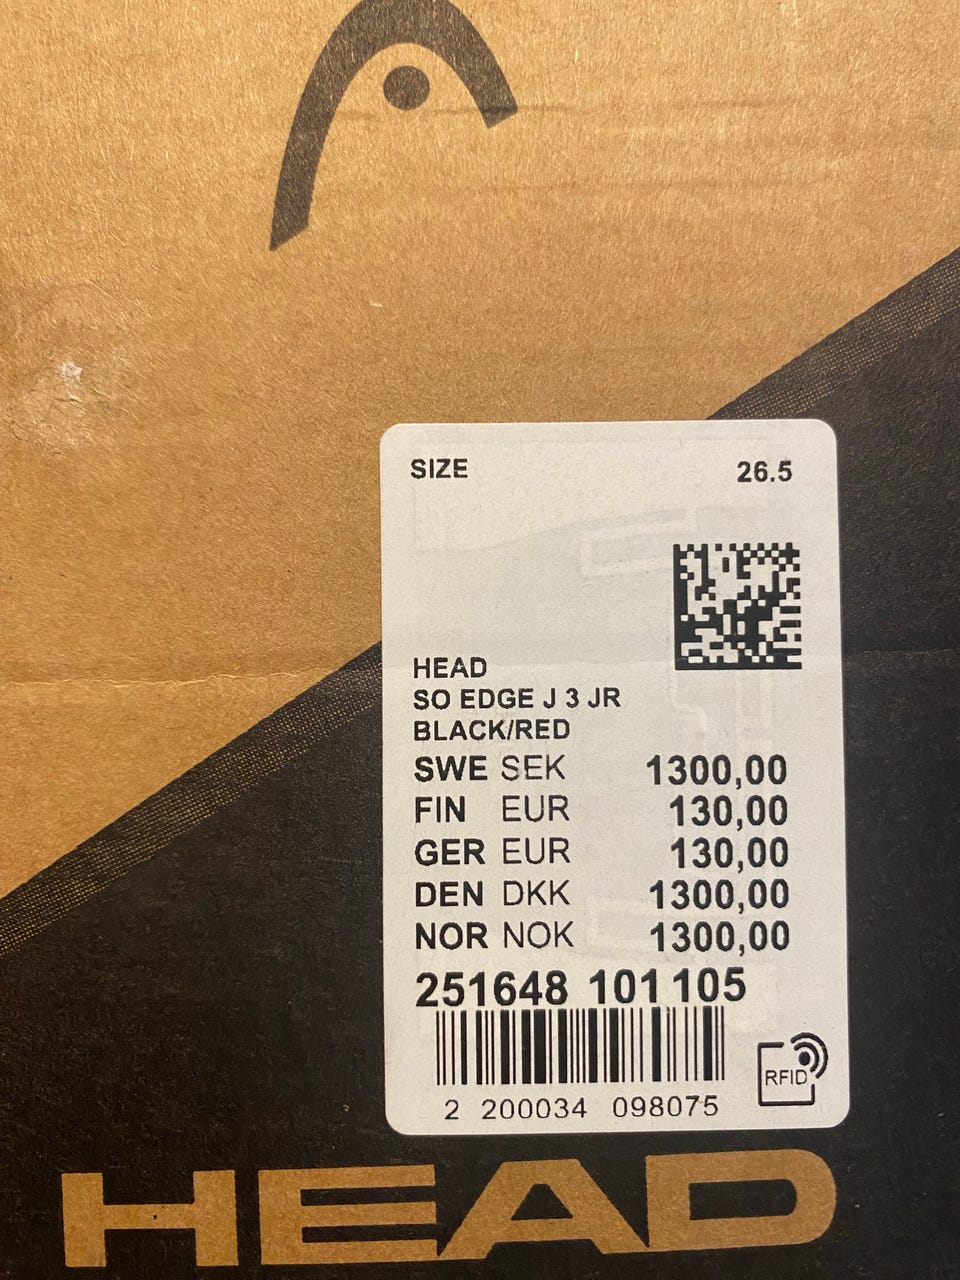 SIZE 26.5
HEAD
SO EDGE J 3 JR
BLACK/RED
SWE SEK 1300,00
FIN EUR 130,00
GER EUR 130,00
DEN DKK 1300,00
NOR NOK 1300,00
251648 101 105
RFID
2 200034 098075
HEAD